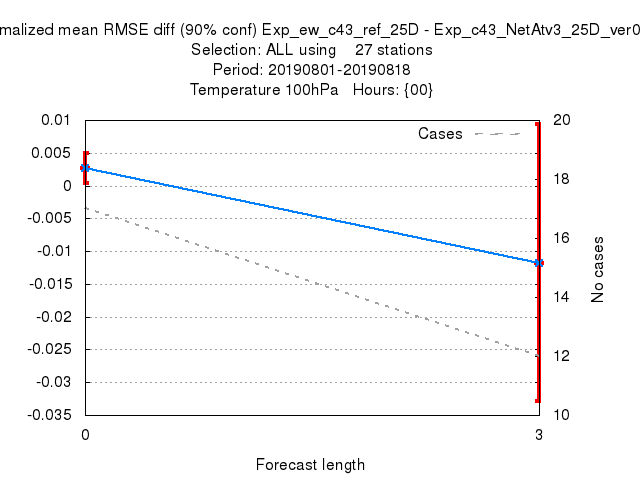 malized mean RMSE diff (90% conf) Exp_ew_c43_ref_25D - Exp_c43_NetAtv3_25D_ver0
Selection: ALL using 27 stations
Period: 20190801-20190818
Temperature 100hPa Hours: {00}
Cases
0.01
0.005
0
-0.005
-0.01
-0.015
-0.02
-0.025
-0.03
-0.035
20
18
16
14
12
10
No cases
0
3
Forecast length